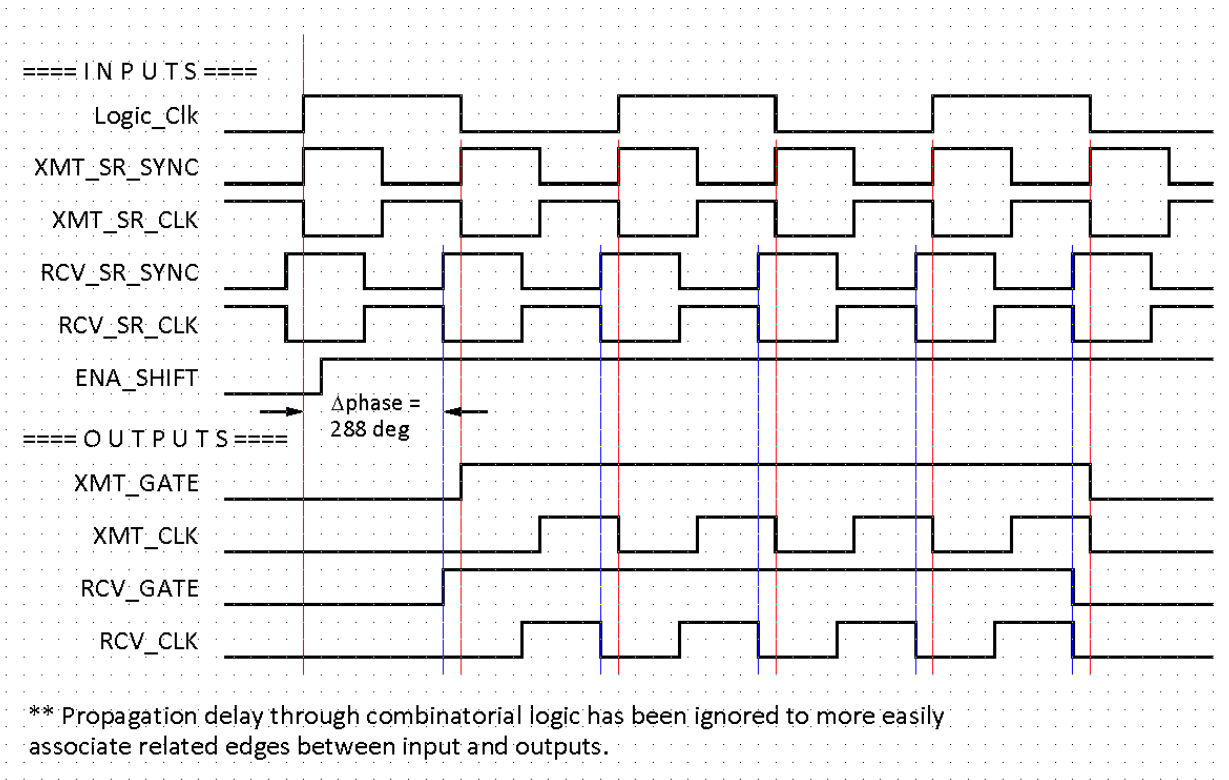 ==== I N P U T S ====
Logic_Clk
XMT_SR_SYNC
XMT_SR_CLK
RCV_SR_SYNC
RCV_SR_CLK
ENA_SHIFT
Δphase =
288 deg
==== O U T P U T S ====
XMT_GATE
XMT_CLK
RCV_GATE
RCV_CLK
** Propagation delay through combinatorial logic has been ignored to more easily
associate related edges between input and outputs.